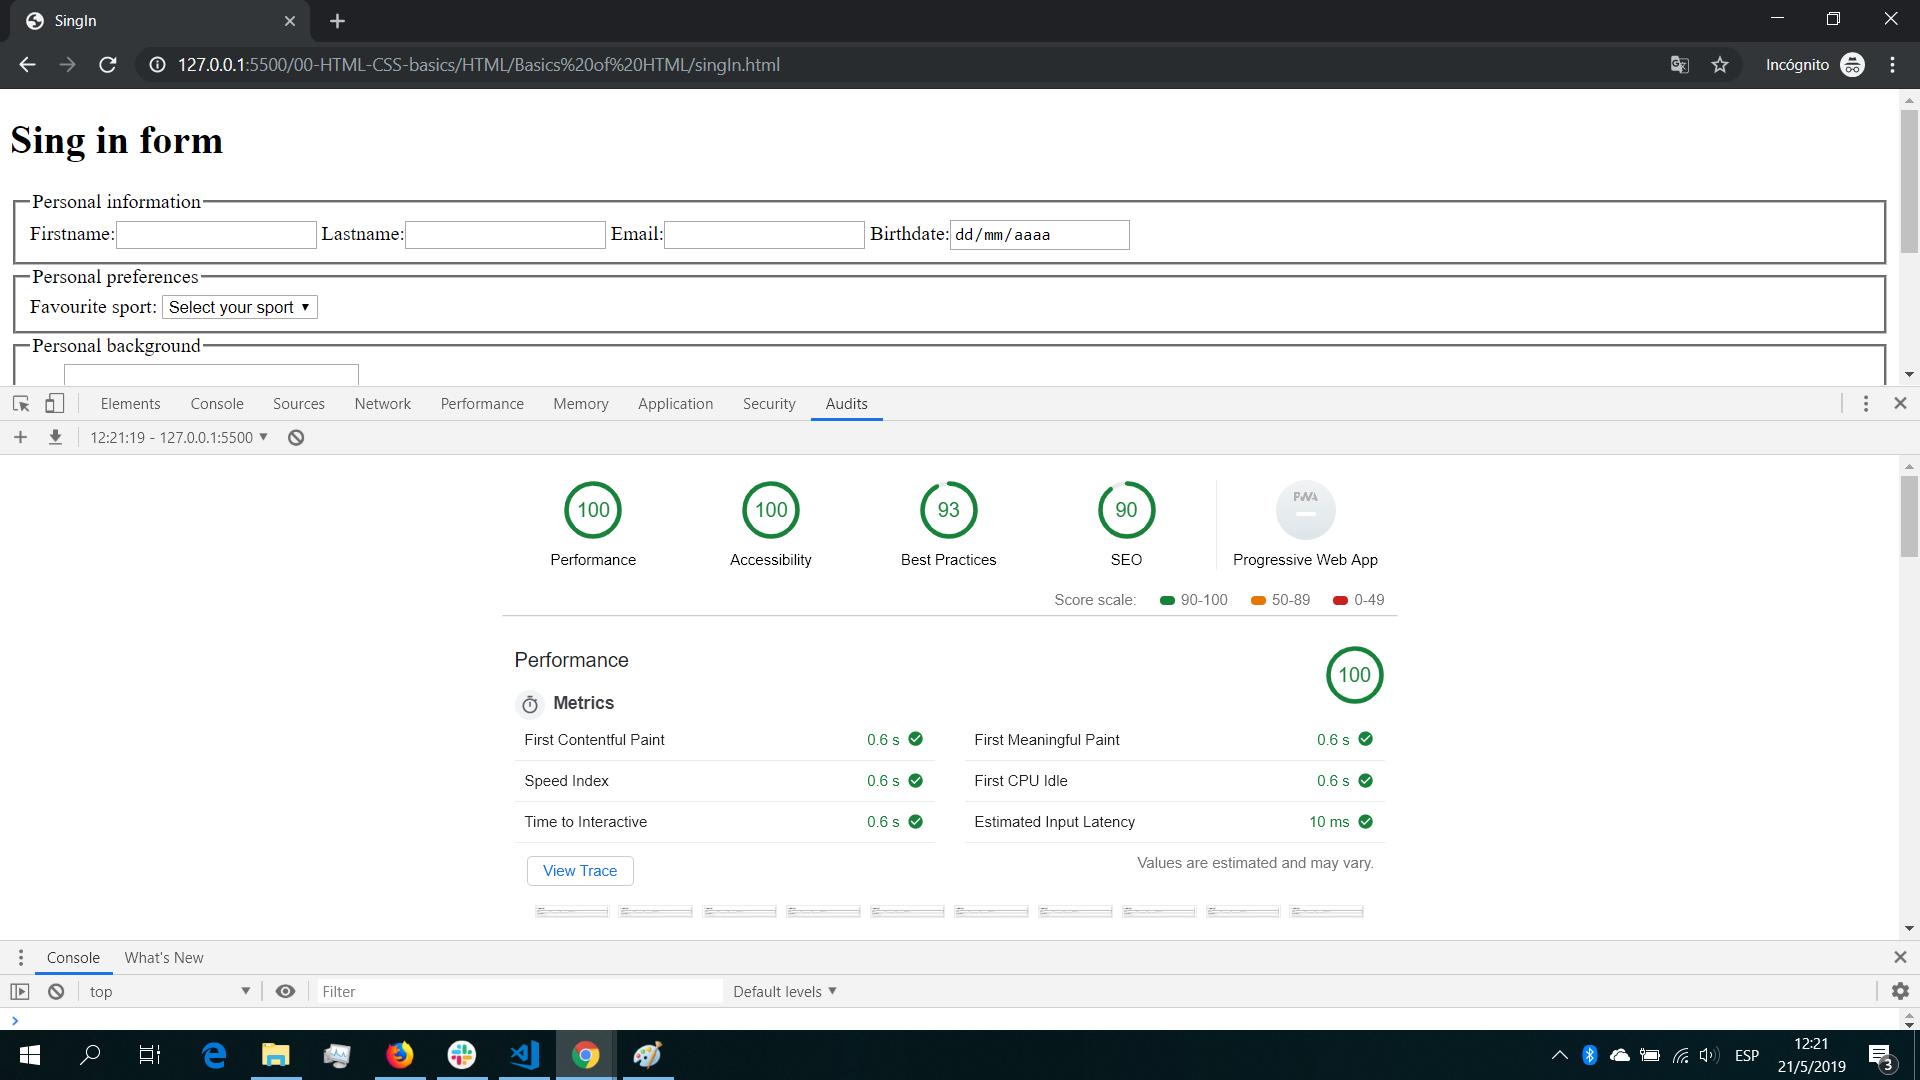 SingIn
127.0.0.1:5500/00-HTML-CSS-basics/HTML/Basics%20of%20HTML/singIn.html
Incógnito
Sing in form
Personal information
Firstname: Lastname: Email: Birthdate: dd/mm/aaaa
Personal preferences
Favourite sport: Select your sport
Personal background
Elements Console Sources Network Performance Memory Application Security Audits
12:21:19 - 127.0.0.1:5500
100 100 93 90 PWA
Performance Accessibility Best Practices SEO Progressive Web App
Score scale: 90-100 50-89 0-49
Performance 100
Metrics
First Contentful Paint 0.6 s First Meaningful Paint 0.6 s
Speed Index 0.6 s First CPU Idle 0.6 s
Time to Interactive 0.6 s Estimated Input Latency 10 ms
View Trace Values are estimated and may vary.
Console What's New
top Filter Default levels
ESP 12:21
21/5/2019 3